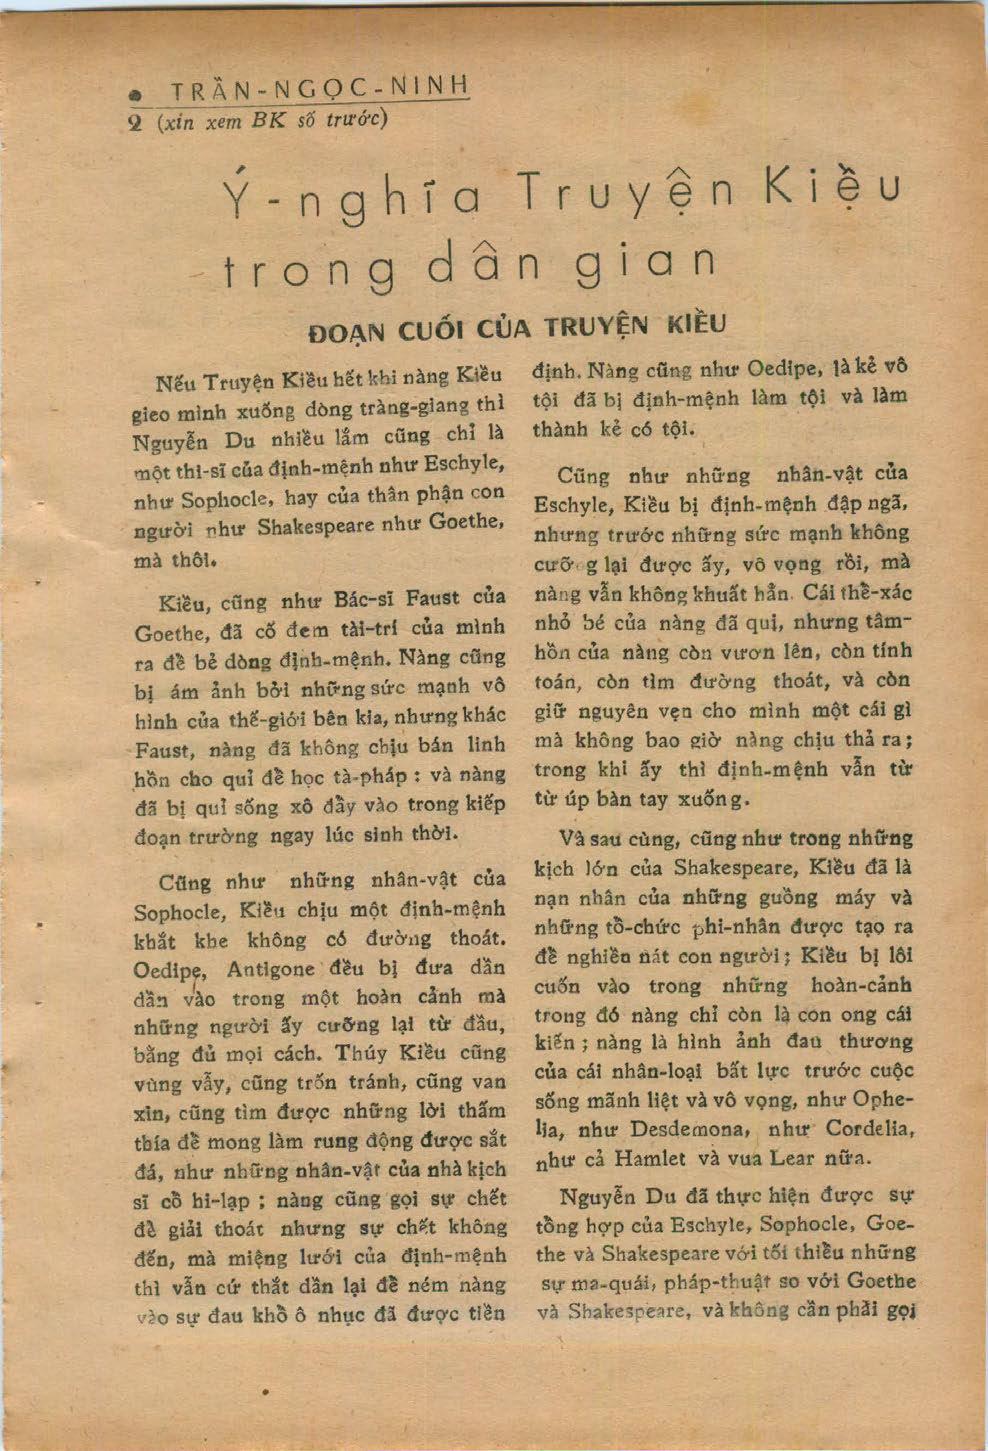 • TRẦN-NGỌC-NINH
2 (xin xem BK số trước)
Ý-nghĩa Truyện Kiều
trong dân gian
ĐOẠN CUỐI CỦA TRUYỆN KIỀU
Nếu Truyện Kiều hết khi nàng Kiều
gieo mình xuống dòng tràng-giang thì
Nguyễn Du nhiều lắm cũng chỉ là
một thi-sĩ của định-mệnh như Eschyle,
như Sophocle, hay của thân phận con
người như Shakespeare như Goethe,
mà thôi.
Kiều, cũng như Bác-sĩ Faust của
Goethe, đã cố đem tài-trí của mình
ra để bẻ dòng định-mệnh. Nàng cũng
bị ám ảnh bởi những sức mạnh vô
hình của thế-giới bên kia, nhưng khác
Faust, nàng đã không chịu bán linh
hồn cho quỉ để học tà-pháp : và nàng
đã bị quỉ sống xô đẩy vào trong kiếp
đoạn trường ngay lúc sinh thời.
Cũng như những nhân-vật của
Sophocle, Kiều chịu một định-mệnh
khắt khe không có đường thoát.
Oedipe, Antigone đều bị đưa dần
dần vào trong một hoàn cảnh mà
những người ấy cưỡng lại từ đầu,
bằng đủ mọi cách. Thúy Kiều cũng
vùng vẫy, cũng trốn tránh, cũng van
xin, cũng tìm được những lời thấm
thía để mong làm rung động được sắt
đá, như những nhân-vật của nhà kịch
sĩ cổ hi-lạp ; nàng cũng gọi sự chết
để giải thoát nhưng sự chết không
đến, mà miệng lưới của định-mệnh
thì vẫn cứ thắt dần lại để ném nàng
vào sự đau khổ ô nhục đã được tiền
định. Nàng cũng như Oedipe, là kẻ vô
tội đã bị định-mệnh làm tội và làm
thành kẻ có tội.
Cũng như những nhân-vật của
Eschyle, Kiều bị định-mệnh đập ngã,
nhưng trước những sức mạnh không
cưỡng lại được ấy, vô vọng rồi, mà
nàng vẫn không khuất hẳn. Cái thể-xác
nhỏ bé của nàng đã quị, nhưng tâm-
hồn của nàng còn vươn lên, còn tính
toán, còn tìm đường thoát, và còn
giữ nguyên vẹn cho mình một cái gì
mà không bao giờ nàng chịu thả ra;
trong khi ấy thì định-mệnh vẫn từ
từ úp bàn tay xuống.
Và sau cùng, cũng như trong những
kịch lớn của Shakespeare, Kiều đã là
nạn nhân của những guồng máy và
những tổ-chức phi-nhân được tạo ra
để nghiền nát con người; Kiều bị lôi
cuốn vào trong những hoàn-cảnh
trong đó nàng chỉ còn là con ong cái
kiến ; nàng là hình ảnh đau thương
của cái nhân-loại bất lực trước cuộc
sống mãnh liệt và vô vọng, như Ophe-
lia, như Desdemona, như Cordelia,
như cả Hamlet và vua Lear nữa.
Nguyễn Du đã thực hiện được sự
tổng hợp của Eschyle, Sophocle, Goe-
the và Shakespeare với tối thiểu những
sự ma-quái, pháp-thuật so với Goethe
và Shakespeare, và không cần phải gọi